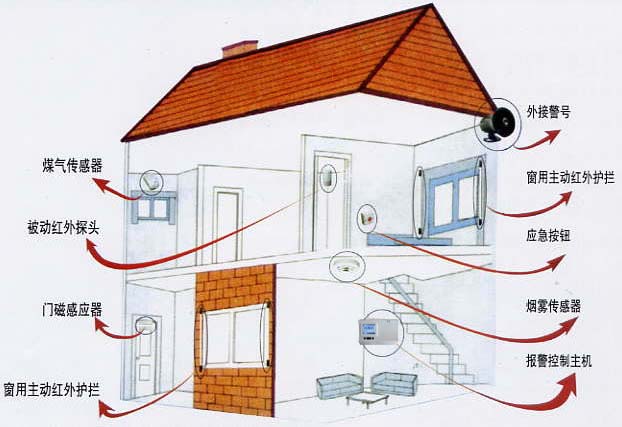 外接警号
煤气传感器
窗用主动红外护拦
被动红外探头
应急按钮
门磁感应器
烟雾传感器
报警控制主机
窗用主动红外护拦